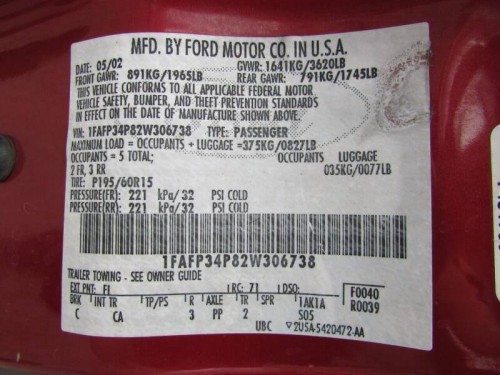 MFD. BY FORD MOTOR CO. IN U.S.A.
DATE: 05/02 GVWR: 1641KG/3620LB
FRONT GAWR: 891KG/1965LB REAR GAWR: 791KG/1745LB
THIS VEHICLE CONFORMS TO ALL APPLICABLE FEDERAL MOTOR
VEHICLE SAFETY, BUMPER, AND THEFT PREVENTION STANDARDS
IN EFFECT ON THE DATE OF MANUFACTURE SHOWN ABOVE.
VIN: 1FAFP34P82W306738 TYPE: PASSENGER
MAXIMUM LOAD = OCCUPANTS + LUGGAGE =375KG/0827LB
OCCUPANTS = 5 TOTAL; OCCUPANTS LUGGAGE
2 FR, 3 RR 035KG/0077LB
TIRE: P195/60R15
PRESSURE(FR): 221 kPa/32 PSI COLD
PRESSURE(RR): 221 kPa/32 PSI COLD
1FAFP34P82W306738
TRAILER TOWING - SEE OWNER GUIDE
EXT PNT: FI RC: 71 DSO: F0040
BRK INT TR TP/PS R AXLE TR SPR 1AK1A R0039
C CA 3 PP 2 S05
UBC 2U5A-5420472-AA